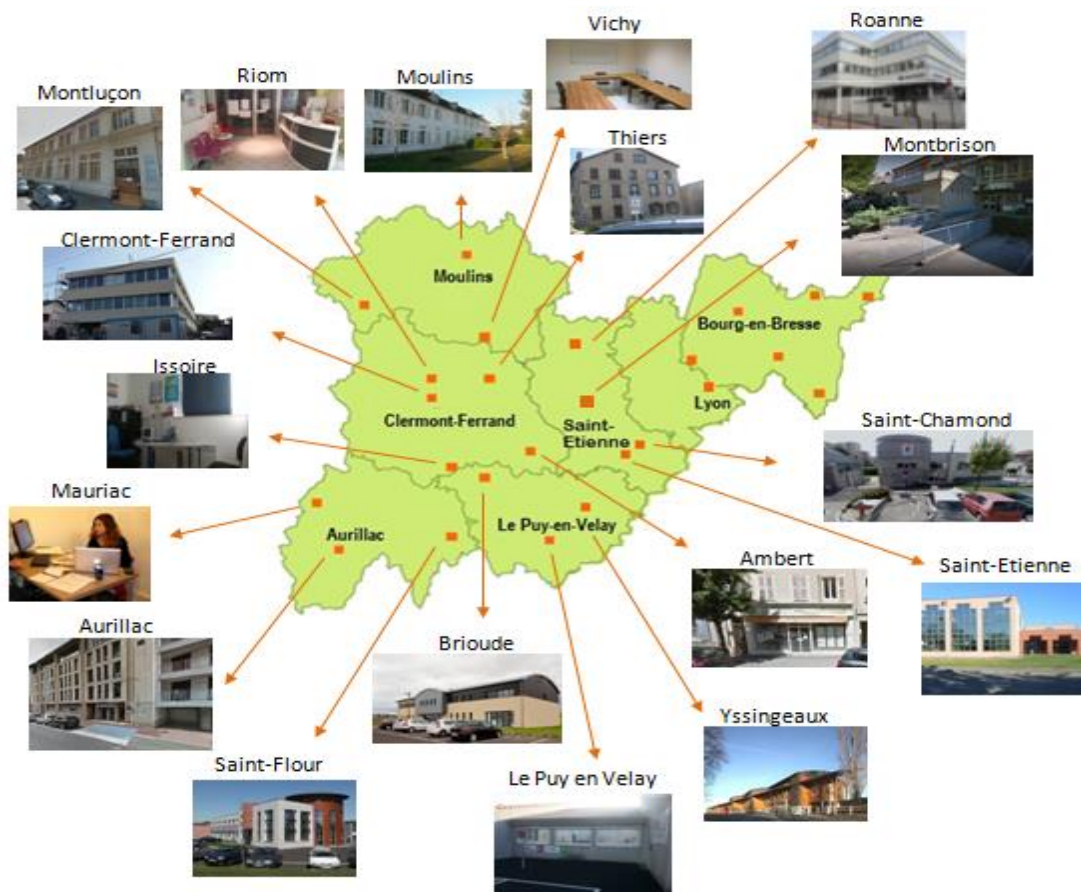 Vichy
Roanne
Riom
Moulins
Montluçon
Thiers
Montbrison
Clermont-Ferrand
Moulins
Bourg-en-Bresse
Issoire
Lyon
Clermont-Ferrand
Saint-
Etienne
Saint-Chamond
Mauriac
Aurillac
Le Puy-en-Velay
Ambert
Saint-Etienne
Aurillac
Brioude
Yssingeaux
Saint-Flour
Le Puy en Velay